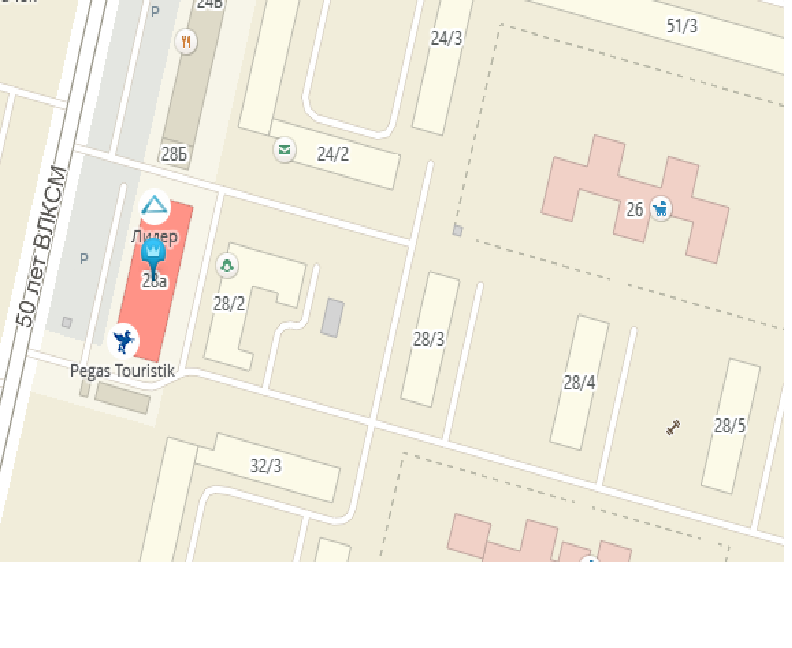 24В
P
51/3
24/3
28Б
24/2
26
Лидер
P
28а
28/2
28/3
50 лет ВЛКСМ
Pegas Touristik
28/4
28/5
32/3